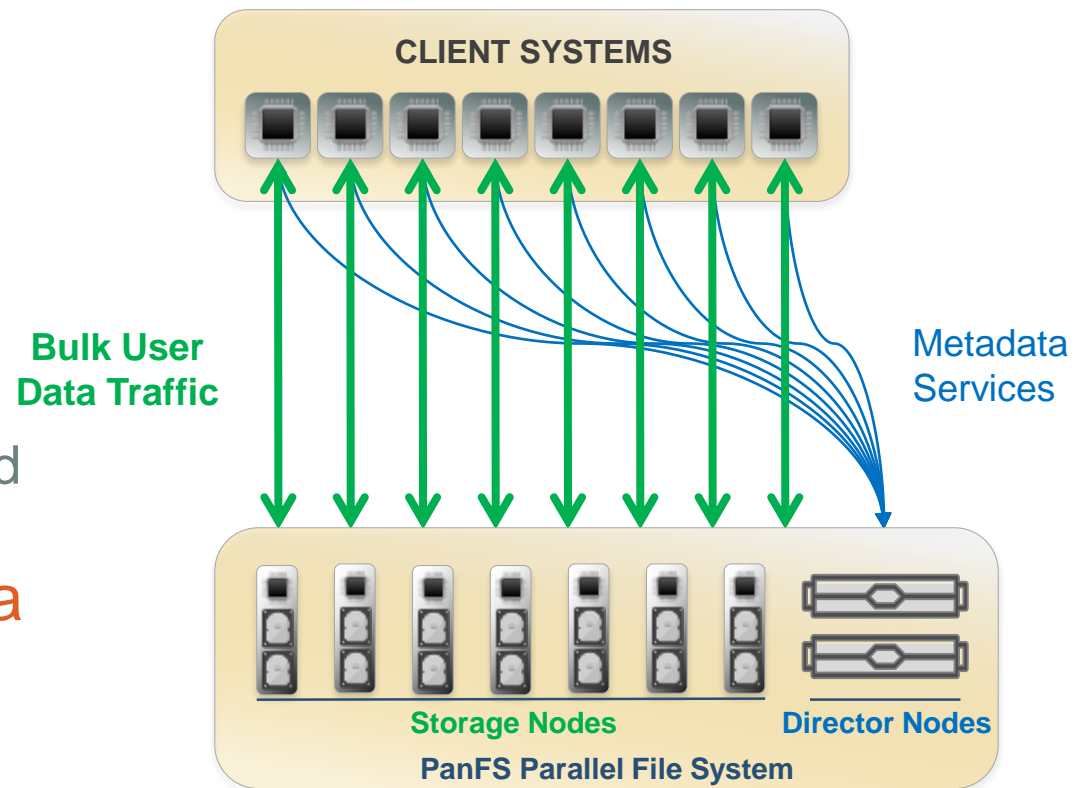 CLIENT SYSTEMS
Bulk User
Data Traffic
Metadata
Services
d
a
Storage Nodes
Director Nodes
PanFS Parallel File System